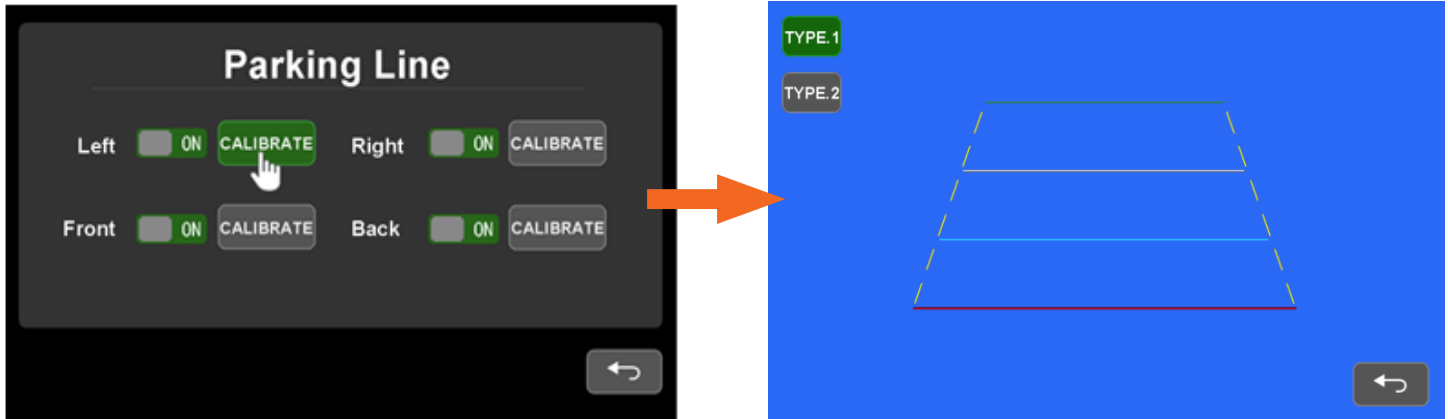 Parking Line
Left ON CALIBRATE Right ON CALIBRATE
Front ON CALIBRATE Back ON CALIBRATE
TYPE.1
TYPE.2